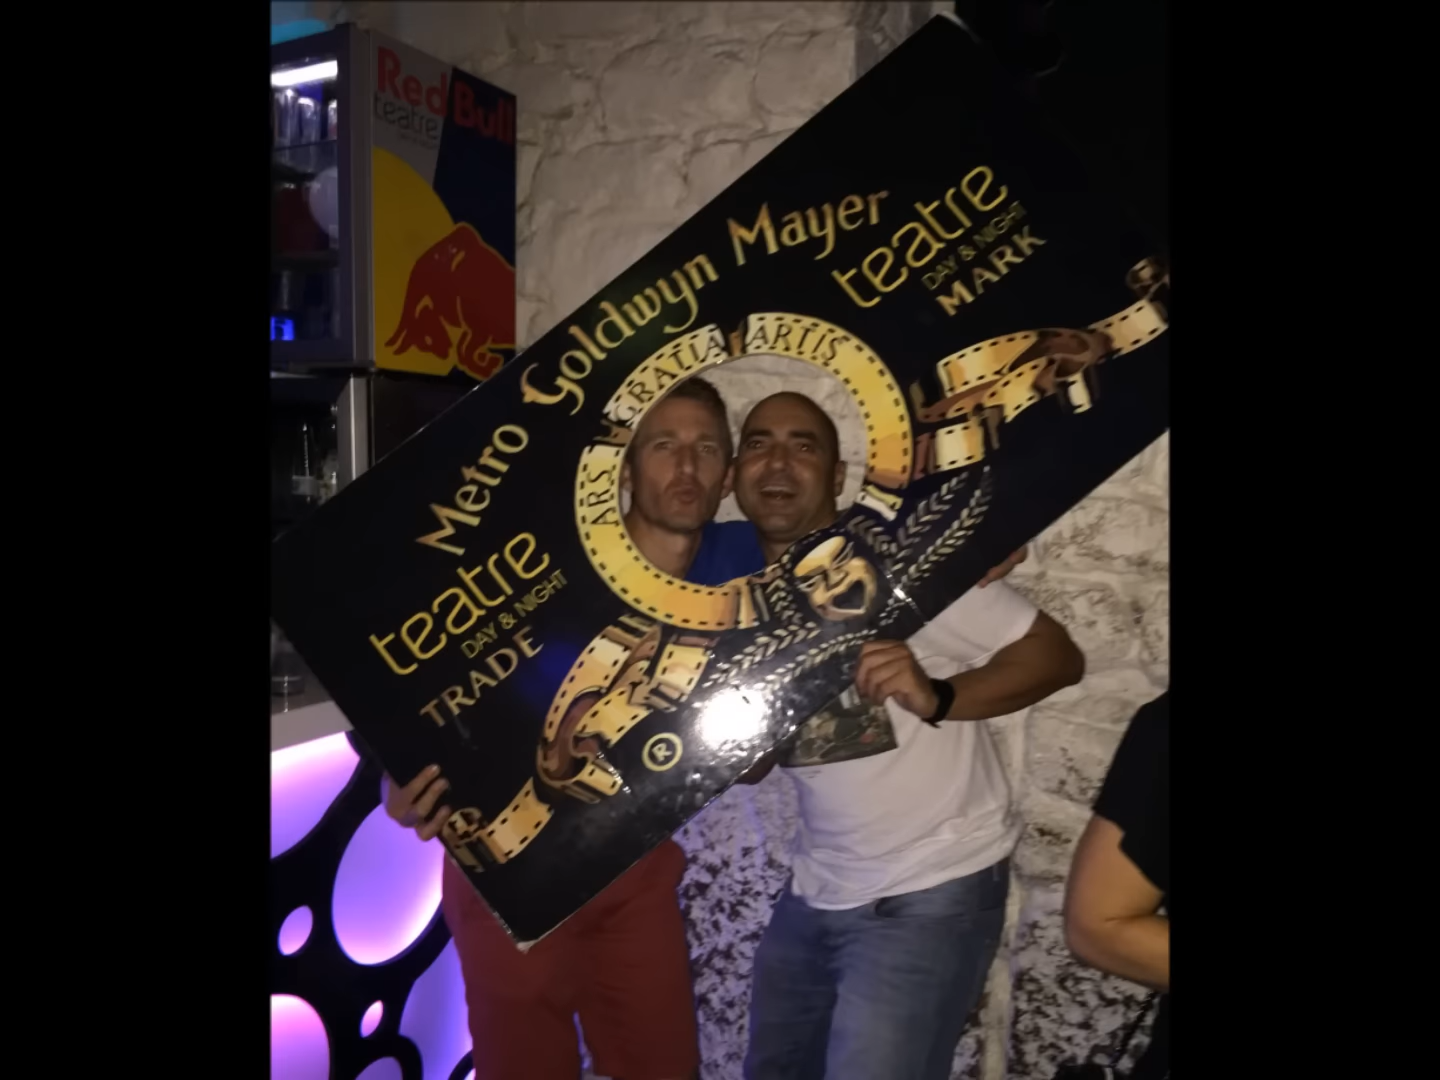 Red Bull
teatre
Metro Goldwyn Mayer
teatre
DAY & NIGHT
MARK
ARS GRATIA ARTIS
teatre
DAY & NIGHT
TRADE
®